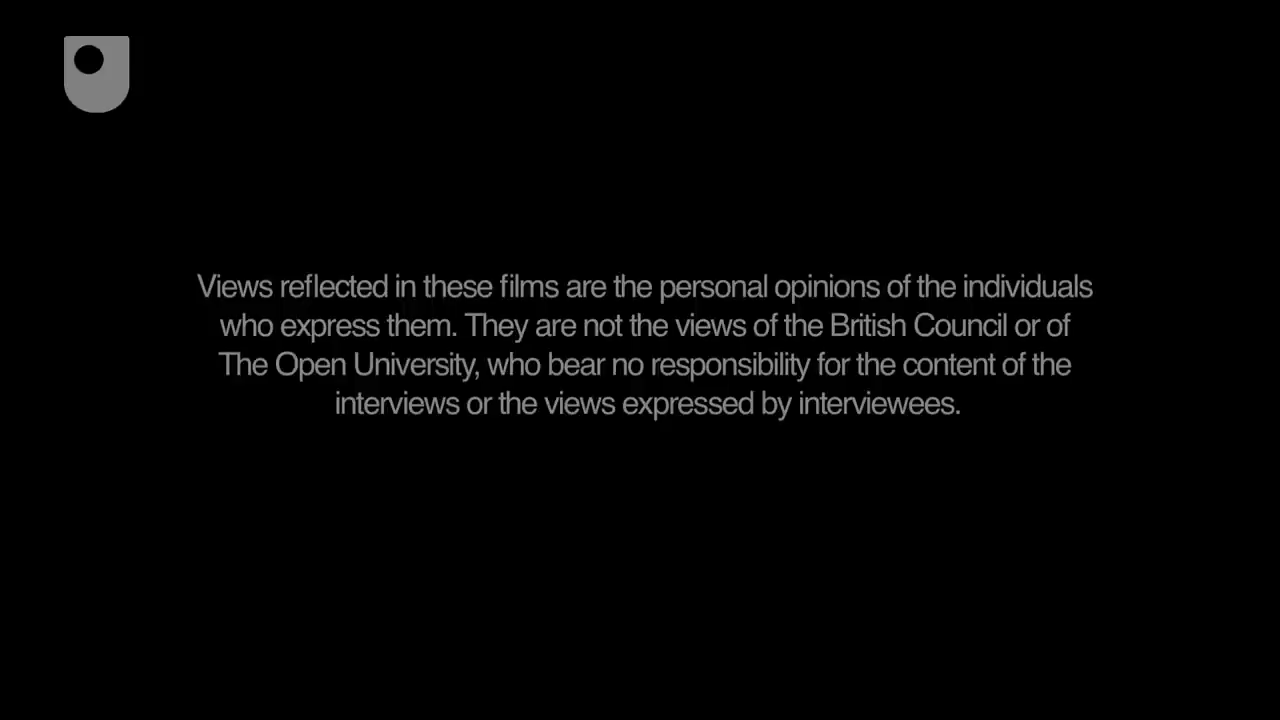 Views reflected in these films are the personal opinions of the individuals
who express them. They are not the views of the British Council or of
The Open University, who bear no responsibility for the content of the
interviews or the views expressed by interviewees.